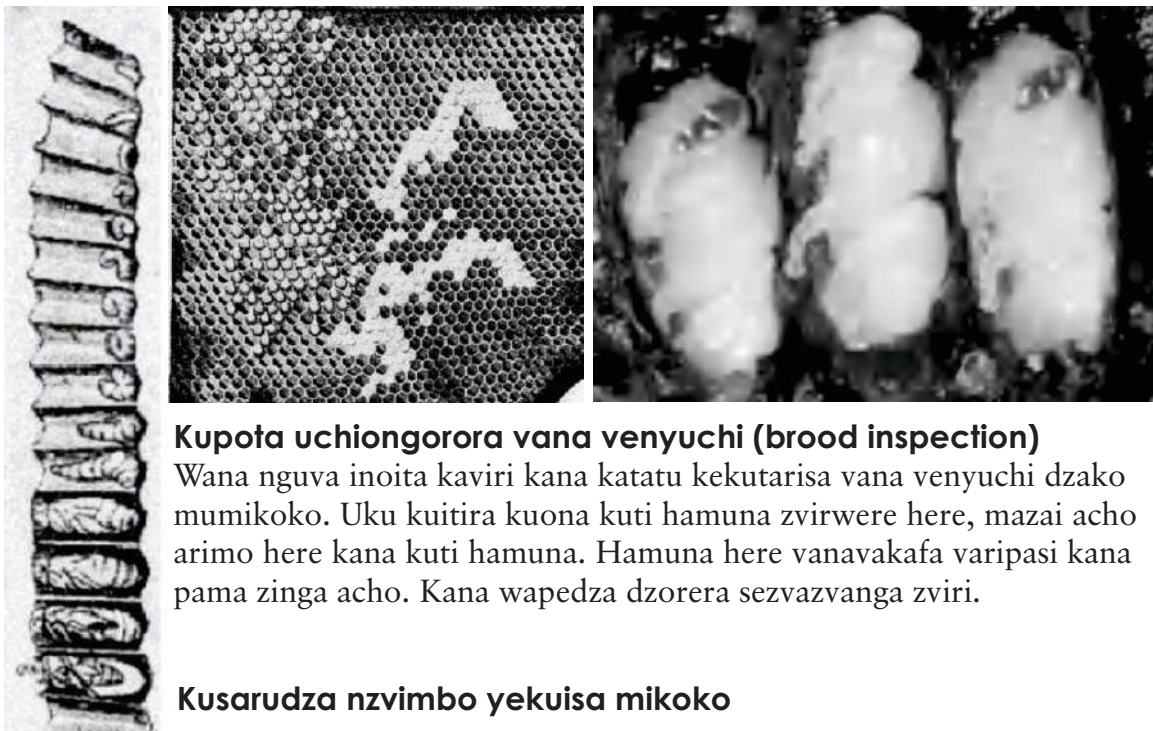 Kupota uchiongorora vana venyuchi (brood inspection)
Wana nguva inoita kaviri kana katatu kekutarisa vana venyuchi dzako
mumikoko. Uku kuitira kuona kuti hamuna zvirwere here, mazai acho
arimo here kana kuti hamuna. Hamuna here vanavakafa varipasi kana
pama zinga acho. Kana wapedza dzorera sezvazvanga zviri.
Kusarudza nzvimbo yekuisa mikoko